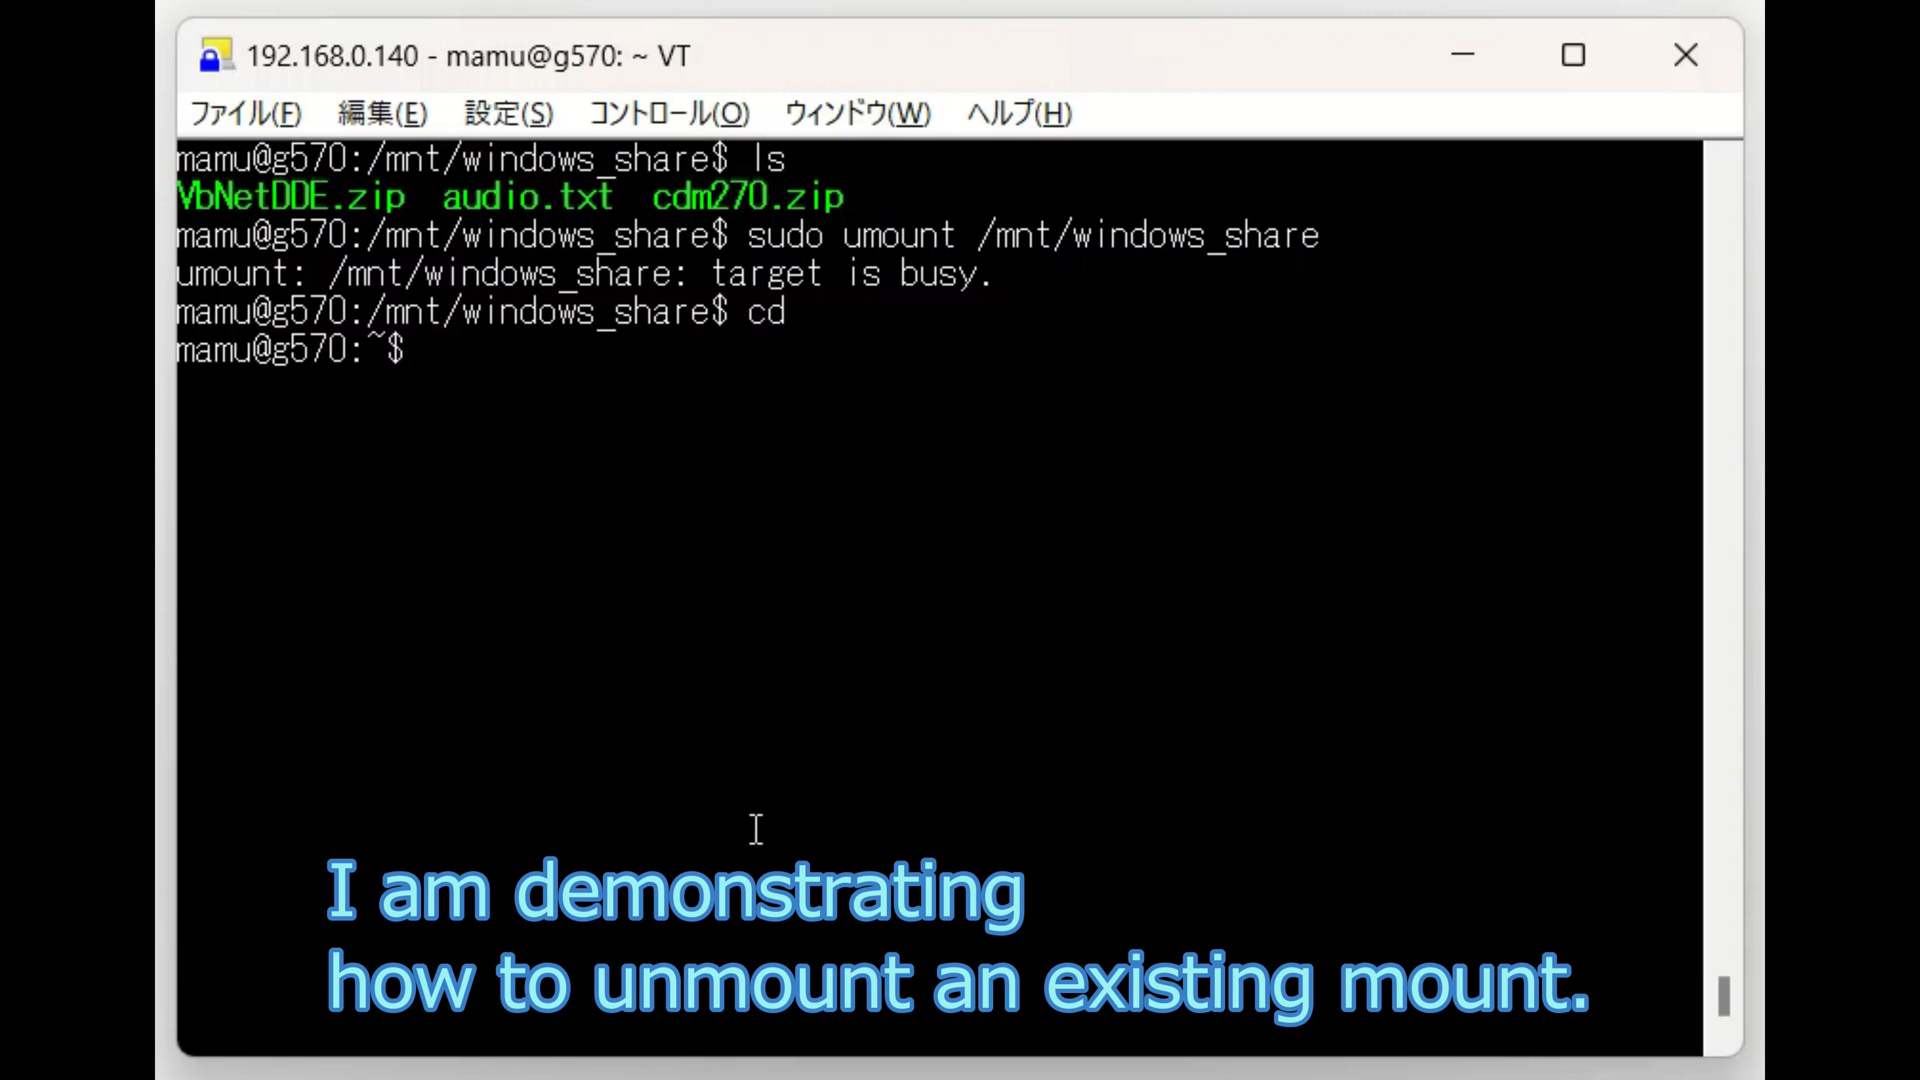 192.168.0.140 - mamu@g570: ~ VT
ファイル(F) 編集(E) 設定(S) コントロール(O) ウィンドウ(W) ヘルプ(H)
mamu@g570:/mnt/windows_share$ ls
VbNetDDE.zip audio.txt cdm270.zip
mamu@g570:/mnt/windows_share$ sudo umount /mnt/windows_share
umount: /mnt/windows_share: target is busy.
mamu@g570:/mnt/windows_share$ cd
mamu@g570:~$
I am demonstrating
how to unmount an existing mount.